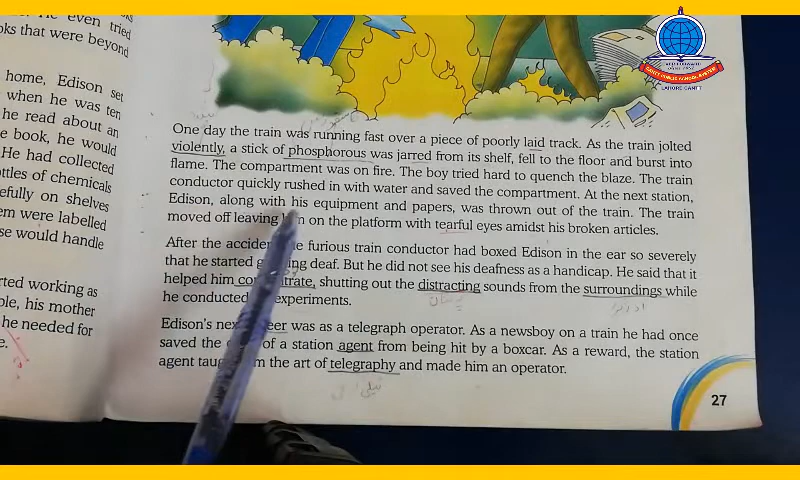 He even tried
oks that were beyond
home, Edison set
when he was ten
he read about an
e book, he would
He had collected
ottles of chemicals
efully on shelves
em were labelled
se would handle
rted working as
ple, his mother
he needed for
e.
One day the train was running fast over a piece of poorly laid track. As the train jolted
violently, a stick of phosphorous was jarred from its shelf, fell to the floor and burst into
flame. The compartment was on fire. The boy tried hard to quench the blaze. The train
conductor quickly rushed in with water and saved the compartment. At the next station,
Edison, along with his equipment and papers, was thrown out of the train. The train
moved off leaving on the platform with tearful eyes amidst his broken articles.
After the furious train conductor had boxed Edison in the ear so severely
that he started deaf. But he did not see his deafness as a handicap. He said that it
helped him shutting out the distracting sounds from the surroundings while
he conducted experiments.
Edison's was as a telegraph operator. As a newsboy on a train he had once
saved the of a station agent from being hit by a boxcar. As a reward, the station
agent the art of telegraphy and made him an operator.
27
LAHORE CANTT